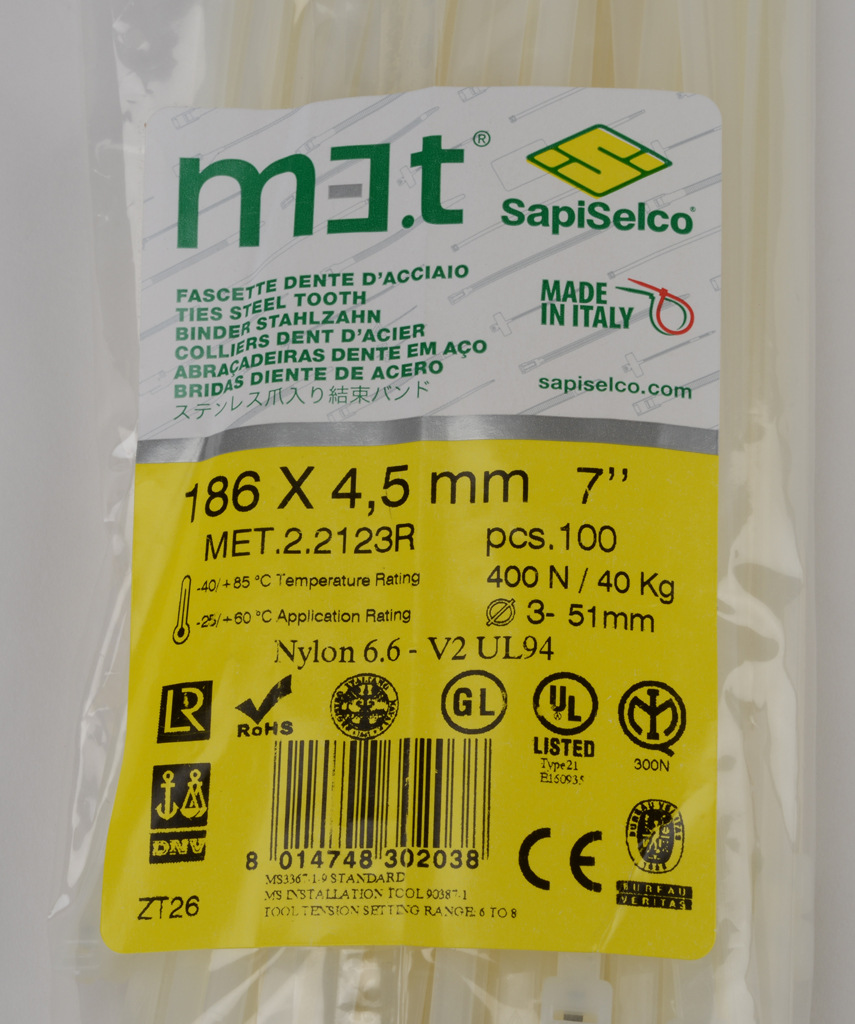 mE.t®
SapiSelco®
FASCETTE DENTE D'ACCIAIO
TIES STEEL TOOTH
BINDER STAHLZAHN
COLLIERS DENT D'ACIER
ABRAÇADEIRAS DENTE EM AÇO
BRIDAS DIENTE DE ACERO
ステンレス爪入り結束バンド
MADE
IN ITALY
sapiselco.com
186 X 4,5 mm 7''
MET.2.2123R pcs.100
-40/+85 °C Temperature Rating
400 N / 40 Kg
-25/+60 °C Application Rating
Ø 3- 51mm
Nylon 6.6 - V2 UL94
LR
RoHS
GL
UL
LISTED
Type21
E160935
300N
DNV
8 014748 302038
MS3367-1-9 STANDARD
MS INSTALLATION TOOL 90387-1
TOOL TENSION SETTING RANGE: 6 TO 8
CE
BUREAU VERITAS
BUREAU
VERITAS
ZT26